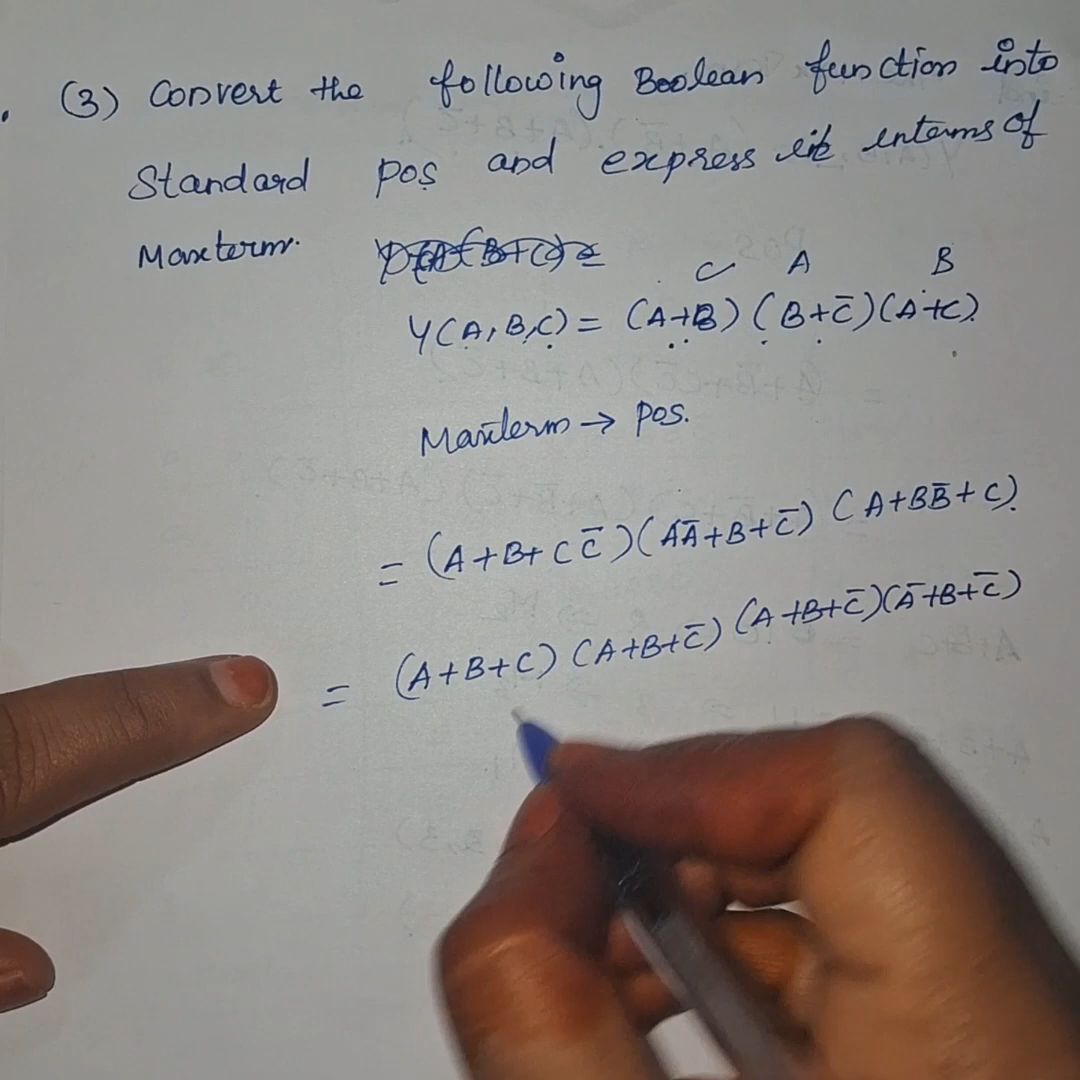 (3) Convert the following Boolean function into
Standard POS and express it interms of
Maxterm.
C A B
Y(A,B,C) = (A+B) (B+C̅)(A+C).
Maxterm → POS.
= (A+B+CC̅)(AA̅+B+C̅) (A+BB̅+C).
= (A+B+C) (A+B+C̅) (A+B+C̅)(A̅+B+C̅)